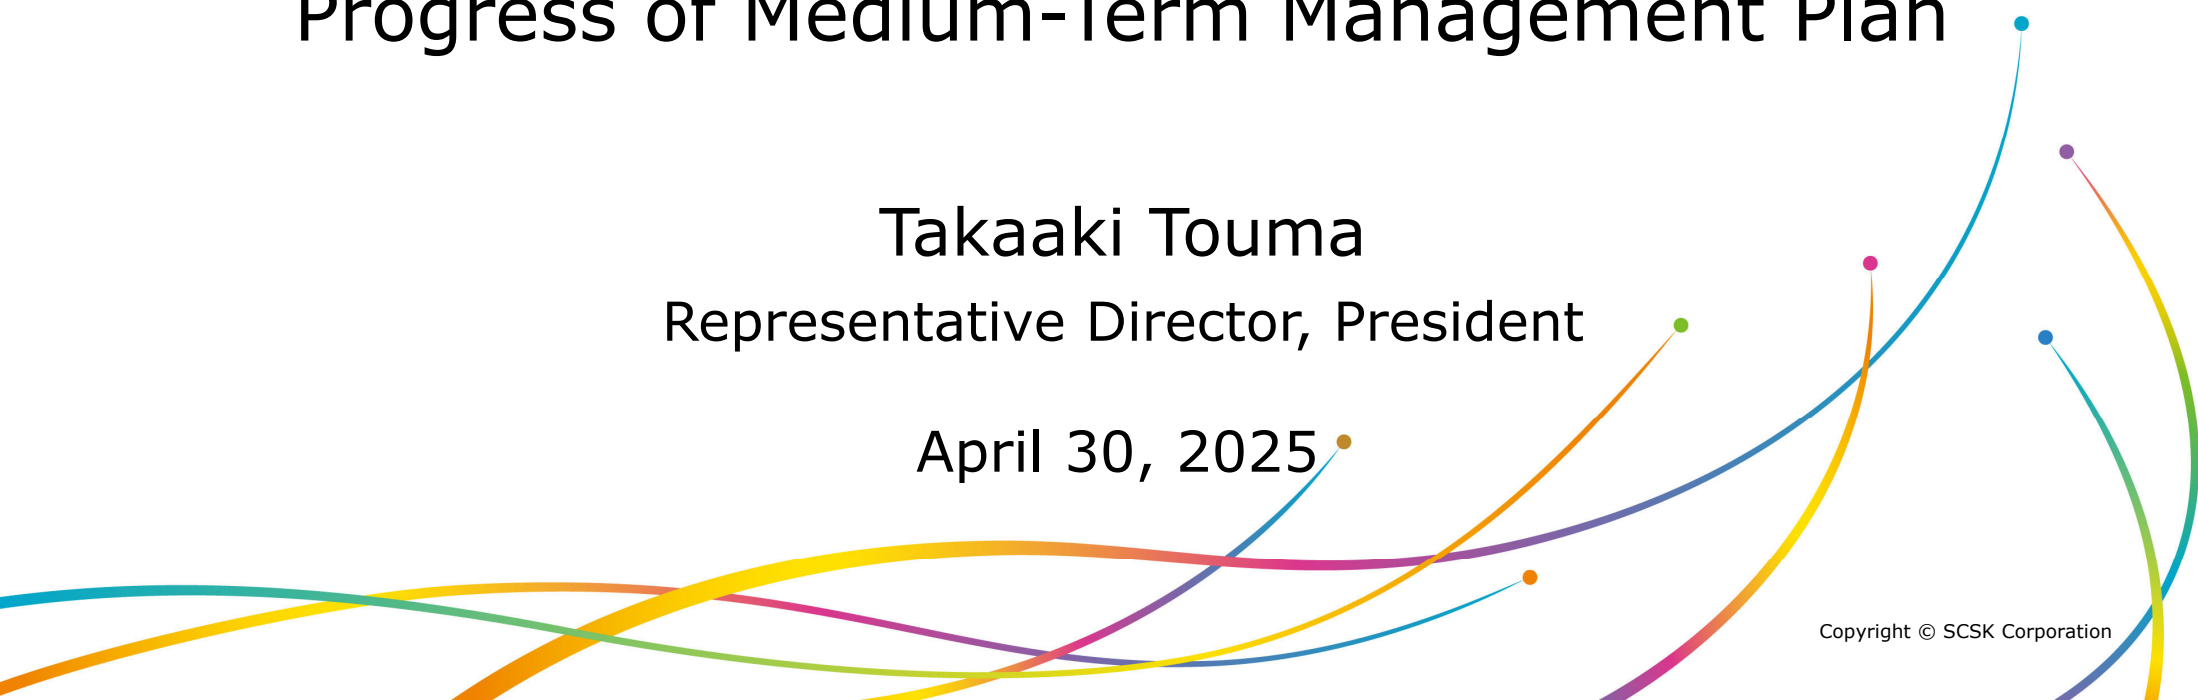 Progress of Medium-Term Management Plan
Takaaki Touma
Representative Director, President
April 30, 2025
Copyright © SCSK Corporation